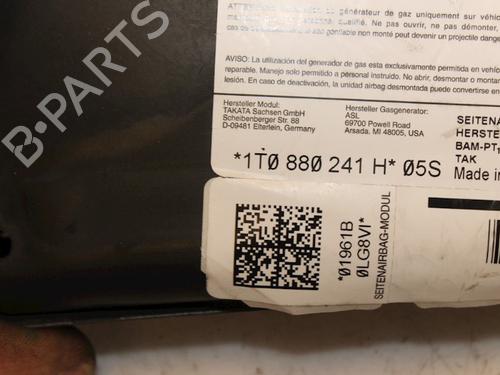 générateur de gaz uniquement sur véhic
qualifié. Ne pas ouvrir, ne pas démonter,
non monté peut devenir un projectile danger
AVISO: La utilización del generador de gas esta exclusivamente permitida en vehíc
reparable. Manejo solo permitido a personal instruido. No abrir, desmontar o montar
En caso de desactivación, la unidad airbag desmontada puede convertirse en
Hersteller Modul:
TAKATA Sachsen GmbH
Scheibenberger Str. 88
D-09481 Elterlein, Germany
Hersteller Gasgenerator:
ASL
69700 Powell Road
Arsada. MI 48005, USA
SEITENA
HERSTE
BAM-PT1
TAK
Made in
*1T0 880 241 H* 05S
*01961B
0LG8VI*
SEITENAIRBAG-MODUL
B-PARTS